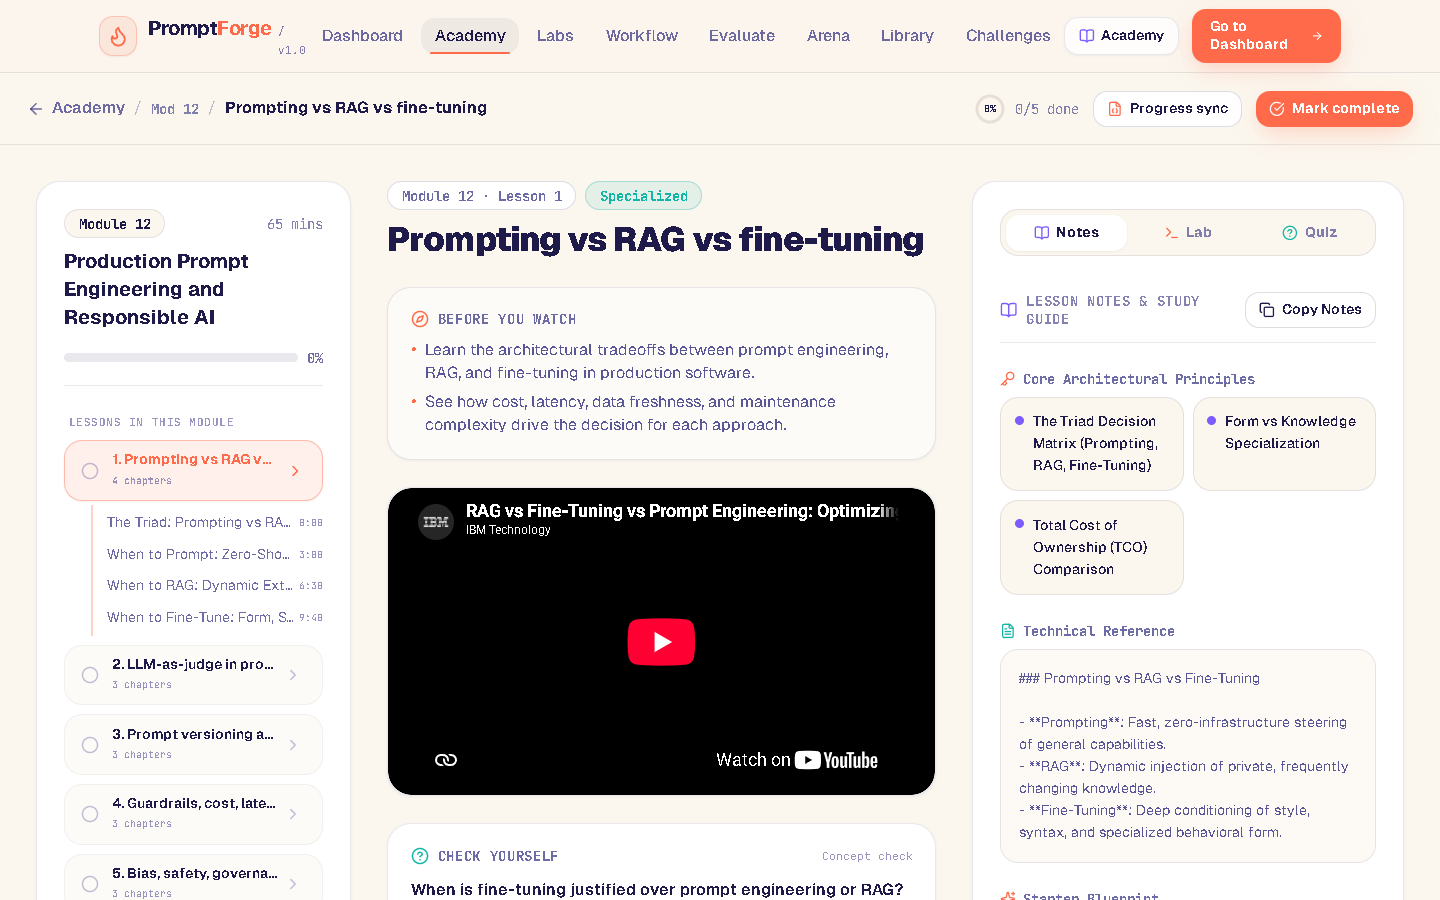 PromptForge / v1.0
Dashboard
Academy
Labs
Workflow
Evaluate
Arena
Library
Challenges
Academy
Go to Dashboard →
← Academy / Mod 12 / Prompting vs RAG vs fine-tuning
0%
0/5 done
Progress sync
Mark complete
Module 12
65 mins
Production Prompt
Engineering and
Responsible AI
0%
LESSONS IN THIS MODULE
1. Prompting vs RAG v...
4 chapters
The Triad: Prompting vs RA... 0:00
When to Prompt: Zero-Sho... 3:00
When to RAG: Dynamic Ext... 6:30
When to Fine-Tune: Form, S... 9:40
2. LLM-as-judge in pro...
3 chapters
3. Prompt versioning a...
3 chapters
4. Guardrails, cost, late...
3 chapters
5. Bias, safety, governa...
3 chapters
Module 12 · Lesson 1
Specialized
Prompting vs RAG vs fine-tuning
BEFORE YOU WATCH
• Learn the architectural tradeoffs between prompt engineering,
RAG, and fine-tuning in production software.
• See how cost, latency, data freshness, and maintenance
complexity drive the decision for each approach.
IBM
RAG vs Fine-Tuning vs Prompt Engineering: Optimizin
IBM Technology
Watch on YouTube
CHECK YOURSELF
Concept check
When is fine-tuning justified over prompt engineering or RAG?
Notes
Lab
Quiz
LESSON NOTES & STUDY
GUIDE
Copy Notes
Core Architectural Principles
The Triad Decision
Matrix (Prompting,
RAG, Fine-Tuning)
Form vs Knowledge
Specialization
Total Cost of
Ownership (TCO)
Comparison
Technical Reference
### Prompting vs RAG vs Fine-Tuning
- **Prompting**: Fast, zero-infrastructure steering
of general capabilities.
- **RAG**: Dynamic injection of private, frequently
changing knowledge.
- **Fine-Tuning**: Deep conditioning of style,
syntax, and specialized behavioral form.
Starter Blueprint